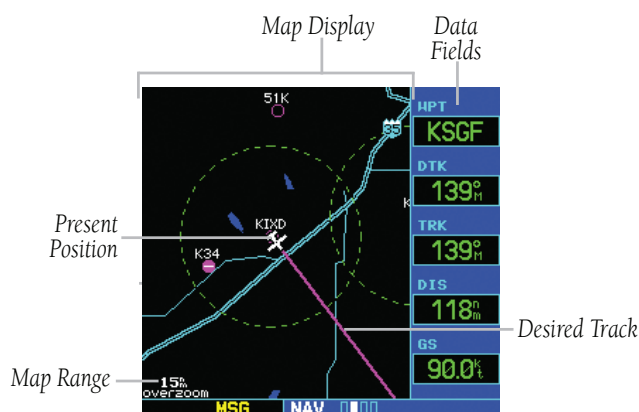 Map Display
Data
Fields
51K
WPT
35
KSGF
DTK
139°M
Present
Position
KIXD
K
TRK
139°M
K34
DIS
118nm
Desired Track
GS
90.0kt
Map Range
15nm
overzoom
MSG
NAV